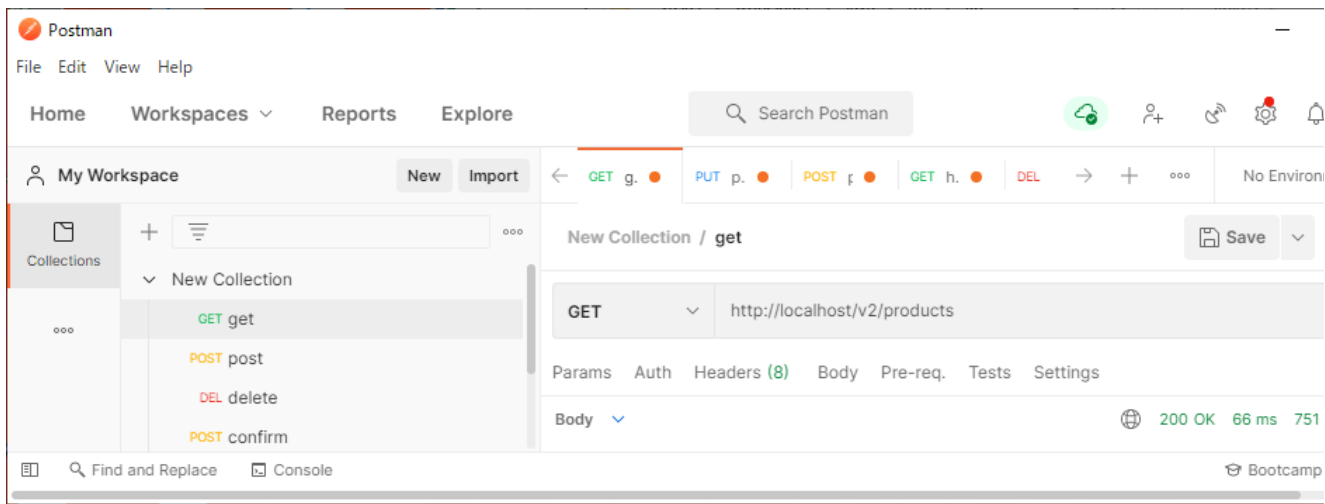 Postman
File Edit View Help
Home Workspaces Reports Explore Search Postman
My Workspace New Import GET g. PUT p. POST GET h. DEL No Environ
Collections
New Collection / get Save
New Collection
GET get
GET http://localhost/v2/products
POST post
Params Auth Headers (8) Body Pre-req. Tests Settings
DEL delete
Body 200 OK 66 ms 751
POST confirm
Find and Replace Console Bootcamp